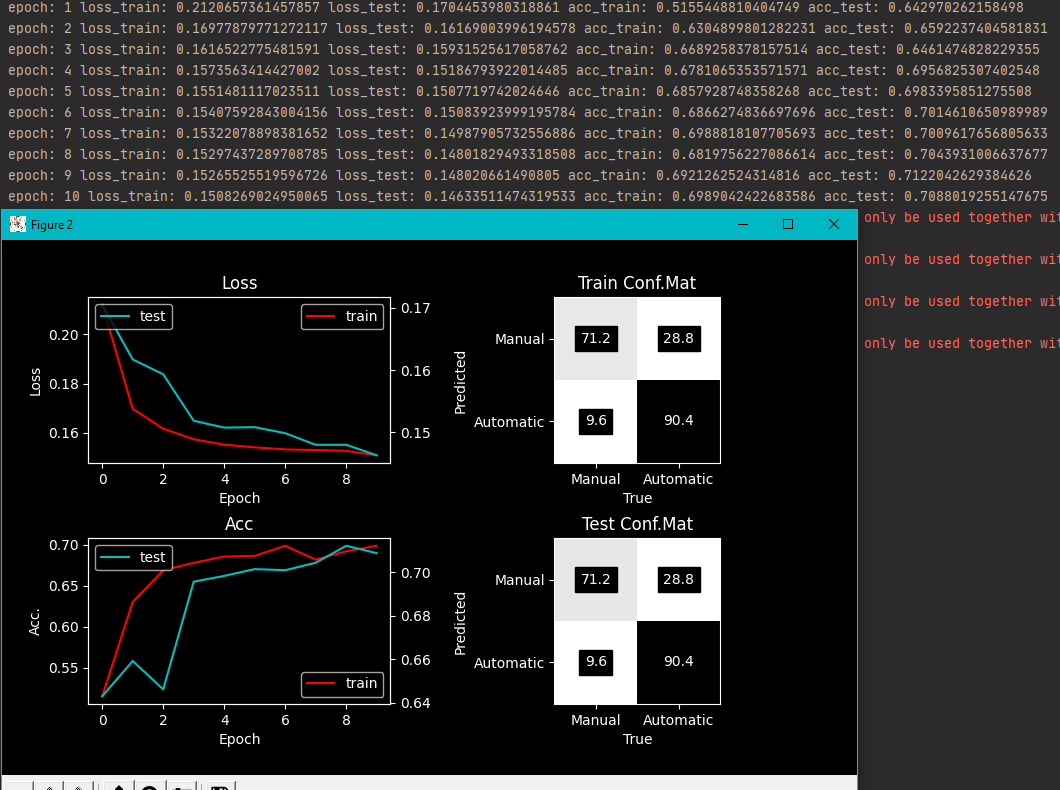 epoch: 1 loss_train: 0.2120657361457857 loss_test: 0.1704453980318861 acc_train: 0.5155448810404749 acc_test: 0.642970262158498
epoch: 2 loss_train: 0.16977879771272117 loss_test: 0.16169003996194578 acc_train: 0.6304899801282231 acc_test: 0.6592237404581831
epoch: 3 loss_train: 0.1616522775481591 loss_test: 0.15931525617058762 acc_train: 0.6689258378157514 acc_test: 0.6461474828229355
epoch: 4 loss_train: 0.1573563414427002 loss_test: 0.15186793922014485 acc_train: 0.6781065353571571 acc_test: 0.6956825307402548
epoch: 5 loss_train: 0.1551481117023511 loss_test: 0.1507719742024646 acc_train: 0.6857928748358268 acc_test: 0.6983395851275508
epoch: 6 loss_train: 0.15407592843004156 loss_test: 0.15083923999195784 acc_train: 0.6866274836697696 acc_test: 0.7014610650989989
epoch: 7 loss_train: 0.15322078898381652 loss_test: 0.14987905732556886 acc_train: 0.6988818107705693 acc_test: 0.7009617656805633
epoch: 8 loss_train: 0.15297437289708785 loss_test: 0.14801829493318508 acc_train: 0.6819756227086614 acc_test: 0.7043931006637677
epoch: 9 loss_train: 0.15265525519596726 loss_test: 0.148020661490805 acc_train: 0.6921262524314816 acc_test: 0.7122042629384626
epoch: 10 loss_train: 0.1508269024950065 loss_test: 0.14633511474319533 acc_train: 0.6989042422683586 acc_test: 0.7088019255147675
Figure 2
only be used together wit
only be used together wit
only be used together wit
only be used together wit
Loss
test
train
0.20
0.18
0.16
Loss
0.17
0.16
0.15
0 2 4 6 8
Epoch
Train Conf.Mat
Predicted
Manual
71.2 28.8
Automatic
9.6 90.4
Manual Automatic
True
Acc
test
train
0.70
0.65
0.60
0.55
Acc.
0.70
0.68
0.66
0.64
0 2 4 6 8
Epoch
Test Conf.Mat
Predicted
Manual
71.2 28.8
Automatic
9.6 90.4
Manual Automatic
True